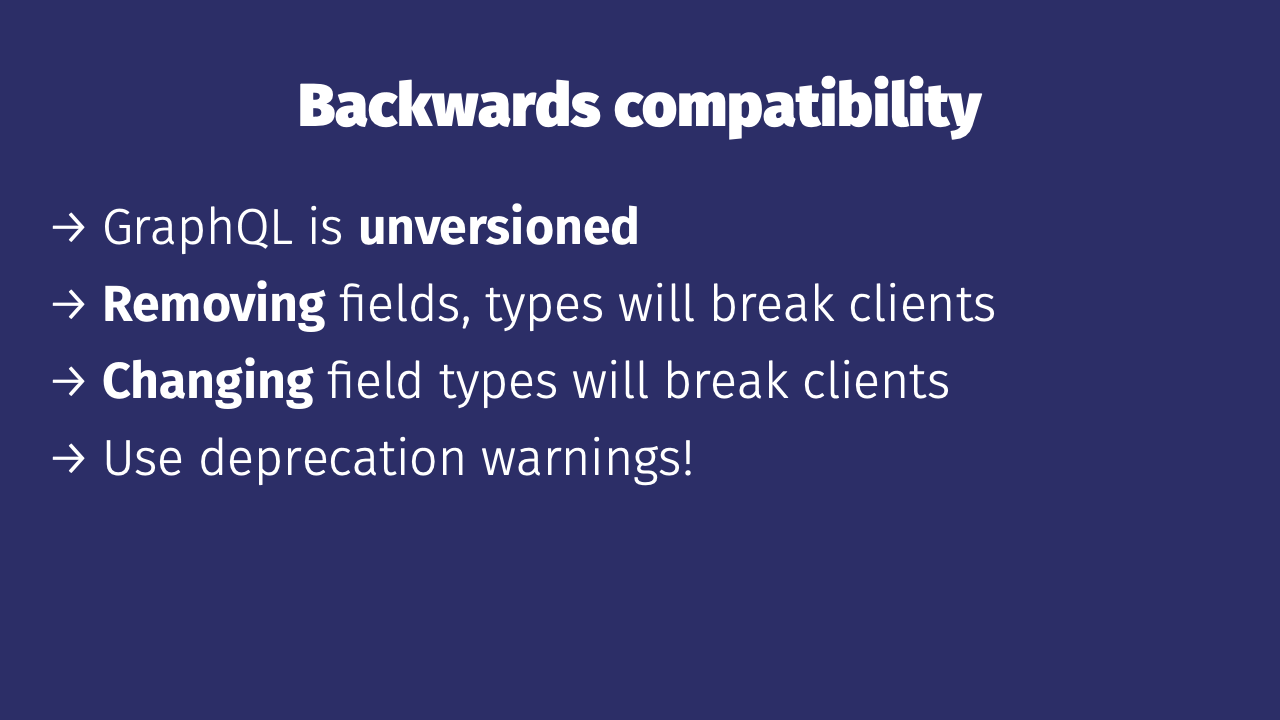 Backwards compatibility
→ GraphQL is unversioned
→ Removing fields, types will break clients
→ Changing field types will break clients
→ Use deprecation warnings!